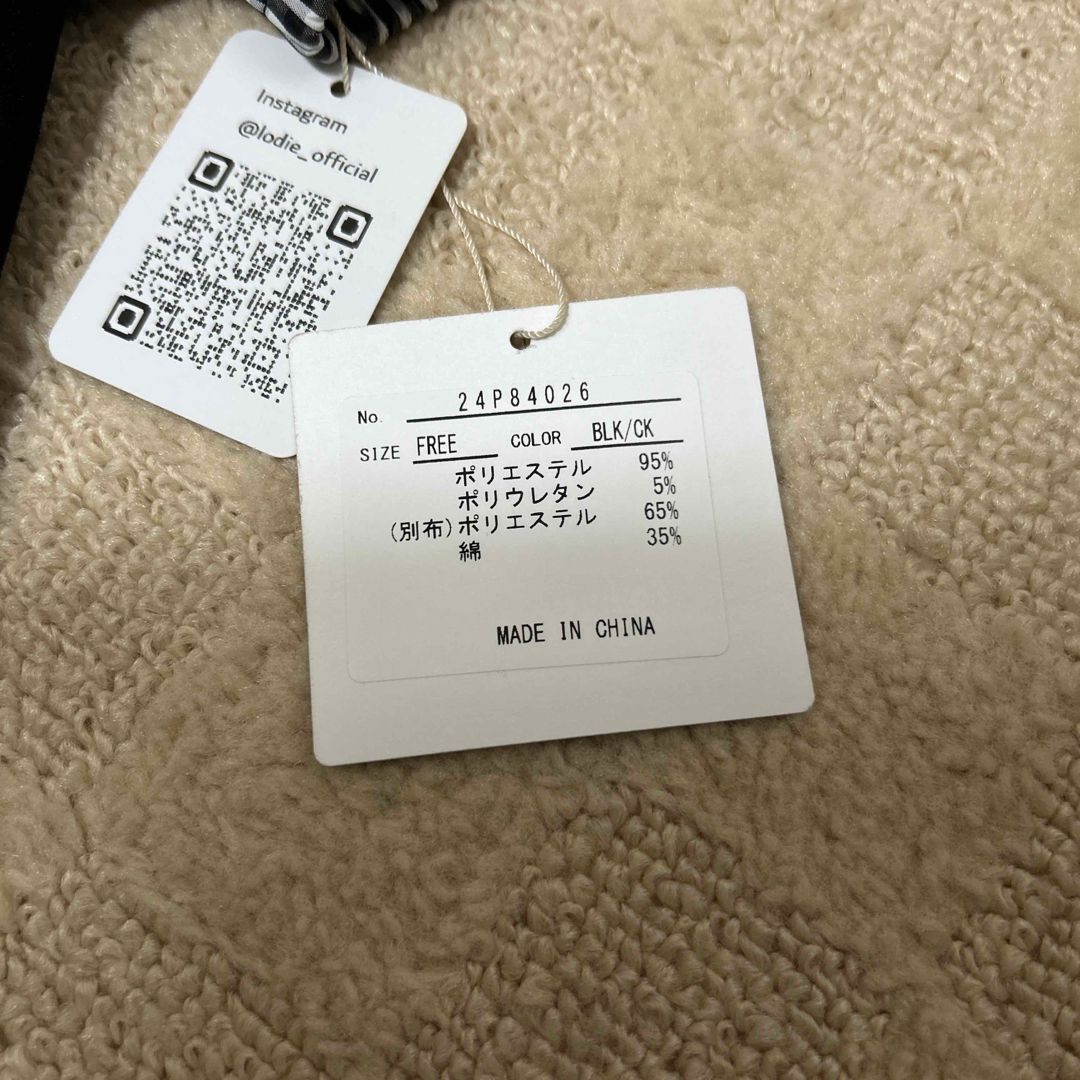 Instagram
@lodie_official
No. 24P84026
SIZE FREE COLOR BLK/CK
ポリエステル 95%
ポリウレタン 5%
(別布)ポリエステル 65%
綿 35%
MADE IN CHINA